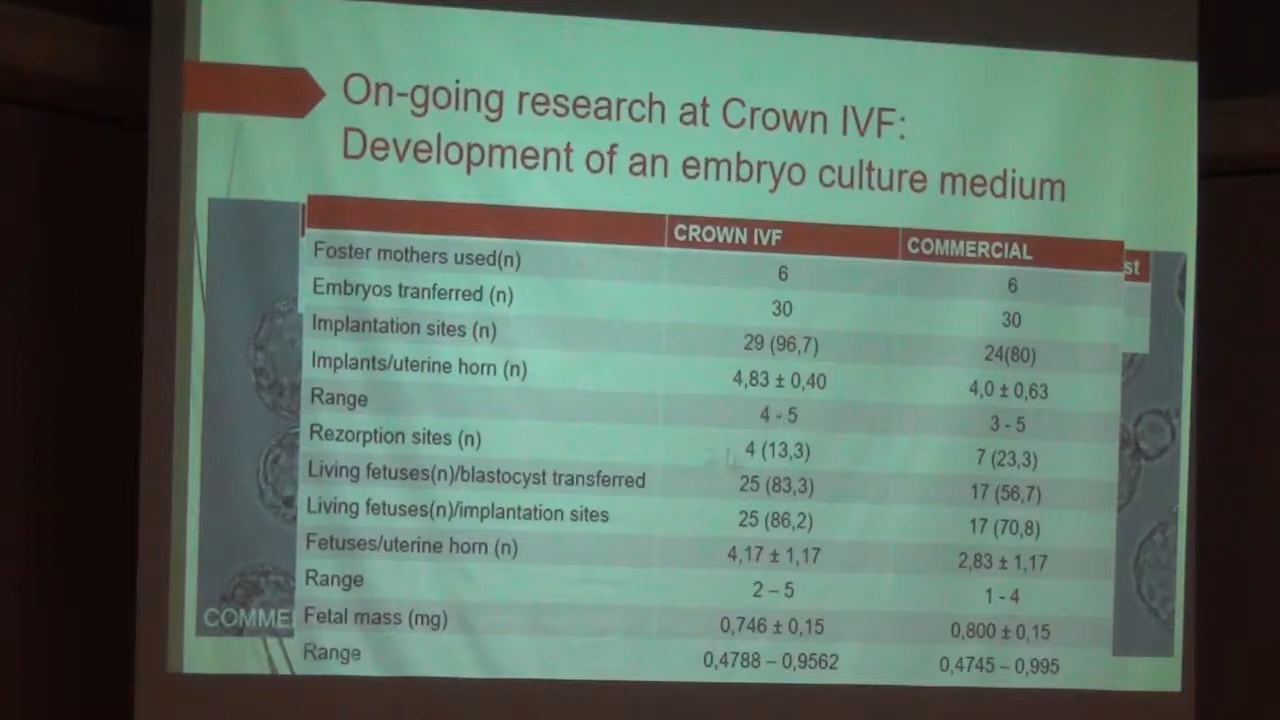 On-going research at Crown IVF:
Development of an embryo culture medium
CROWN IVF COMMERCIAL
st
Foster mothers used(n) 6 6
Embryos tranferred (n) 30 30
Implantation sites (n) 29 (96,7) 24(80)
Implants/uterine horn (n) 4,83 ± 0,40 4,0 ± 0,63
Range 4 - 5 3 - 5
Rezorption sites (n) 4 (13,3) 7 (23,3)
Living fetuses(n)/blastocyst transferred 25 (83,3) 17 (56,7)
Living fetuses(n)/implantation sites 25 (86,2) 17 (70,8)
Fetuses/uterine horn (n) 4,17 ± 1,17 2,83 ± 1,17
Range 2 – 5 1 - 4
COMME
Fetal mass (mg) 0,746 ± 0,15 0,800 ± 0,15
Range 0,4788 – 0,9562 0,4745 – 0,995